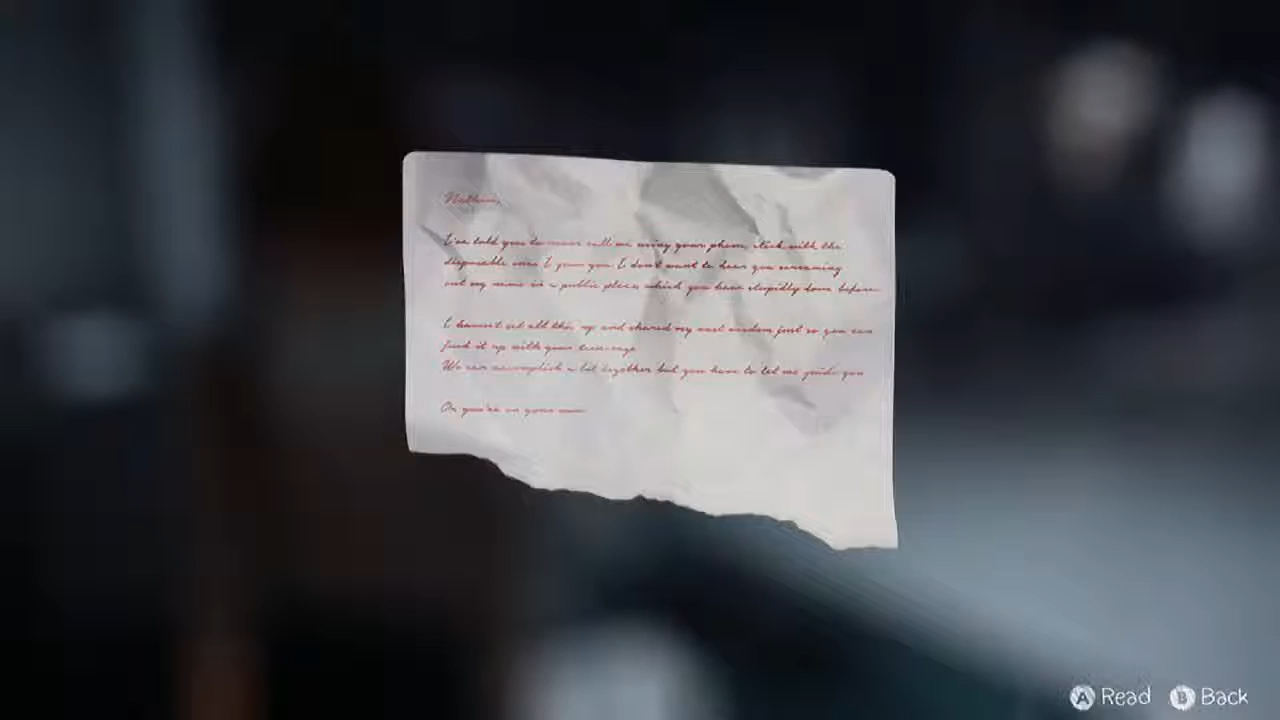 Nathan,
I've told you to never call me using your phone, stick with the
disposable ones I gave you. I don't want to hear you screaming
out my name in a public place, which you have stupidly done before.
I haven't set all this up and shared my vast wisdom just so you can
fuck it up with your teen-rage
We can accomplish a lot together but you have to let me guide you
Or you're on your own
A Read B Back